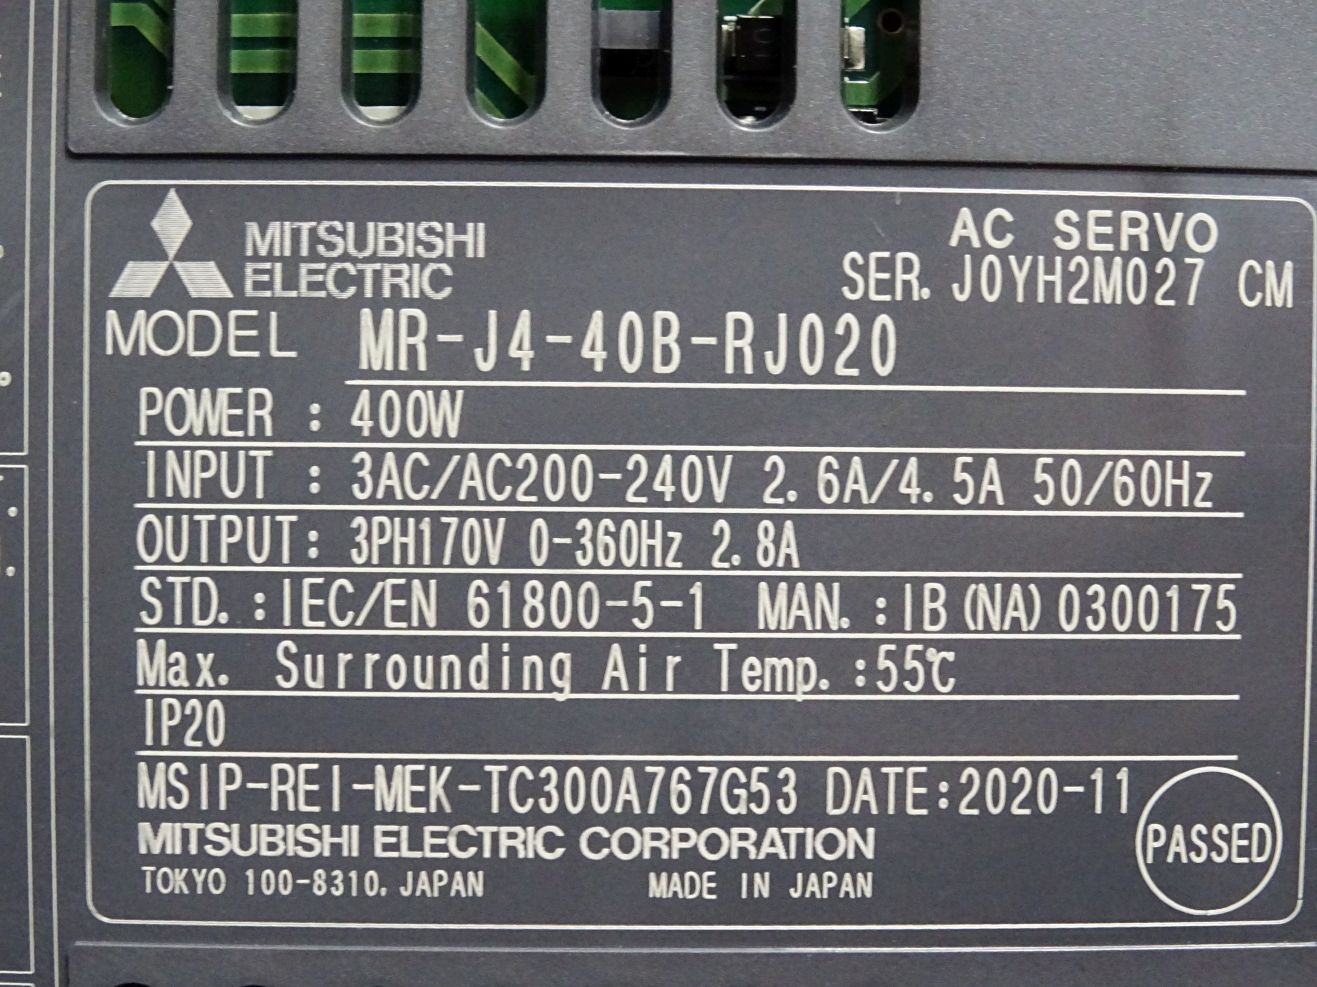 MITSUBISHI
ELECTRIC
AC SERVO
SER. J0YH2M027 CM
MODEL MR-J4-40B-RJ020
POWER : 400W
INPUT : 3AC/AC200-240V 2.6A/4.5A 50/60Hz
OUTPUT: 3PH170V 0-360Hz 2.8A
STD. : IEC/EN 61800-5-1 MAN. : IB(NA)0300175
Max. Surrounding Air Temp. :55℃
IP20
MSIP-REI-MEK-TC300A767G53 DATE:2020-11
PASSED
MITSUBISHI ELECTRIC CORPORATION
TOKYO 100-8310, JAPAN MADE IN JAPAN